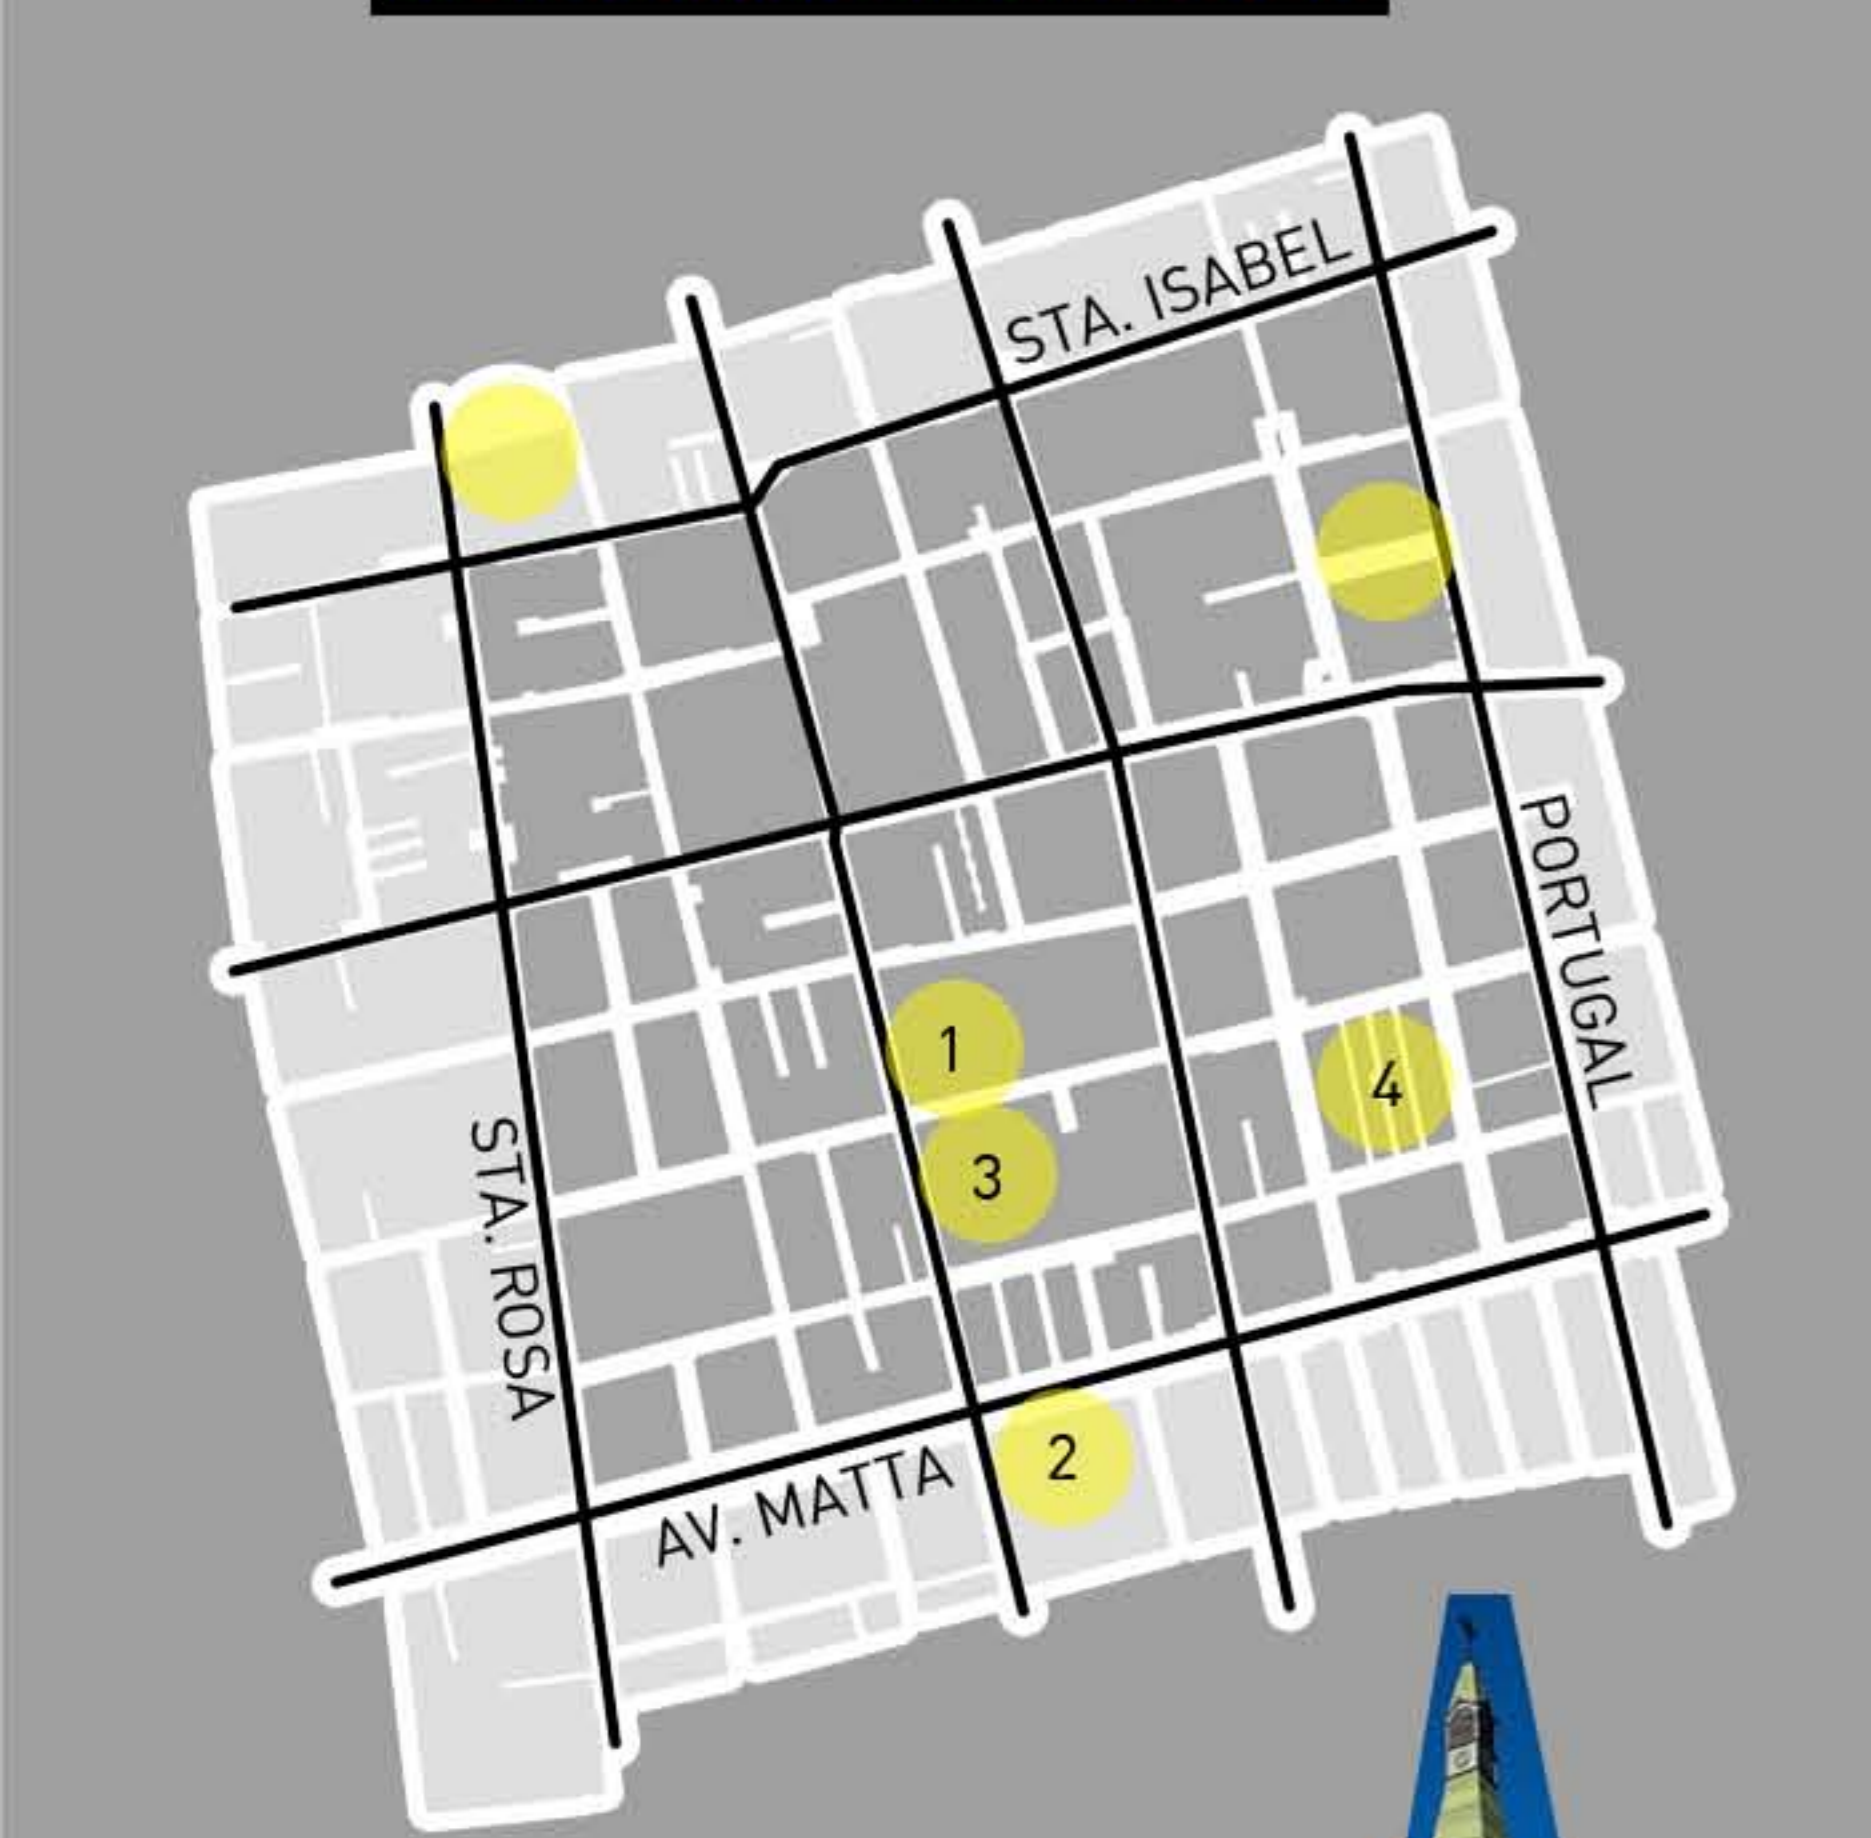 STA. ISABEL
PORTUGAL
1
4
3
STA. ROSA
2
AV. MATTA